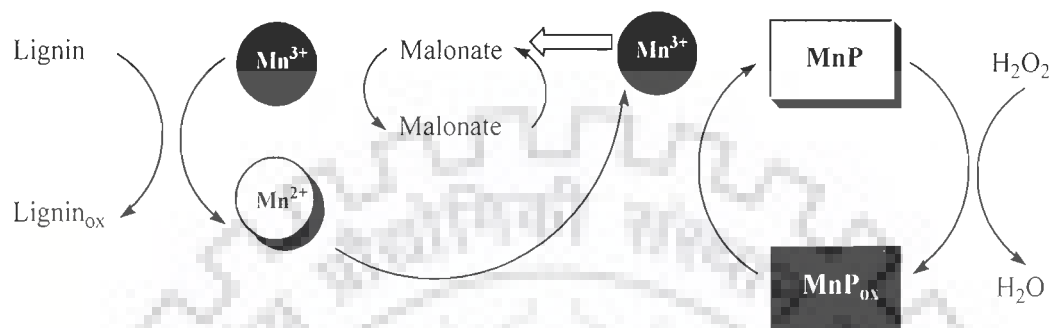 Lignin
Mn³⁺
Malonate
Mn³⁺
MnP
H₂O₂
Malonate
Mn²⁺
Ligninₒₓ
MnPₒₓ
H₂O